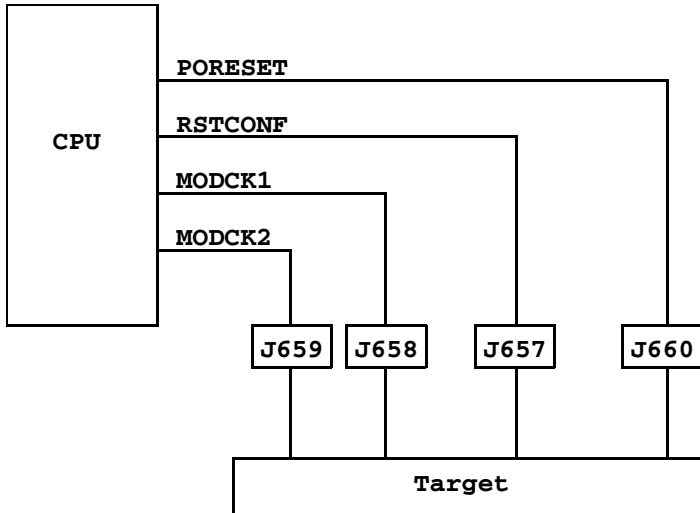 PORESET
RSTCONF
CPU
MODCK1
MODCK2
J659 J658 J657 J660
Target